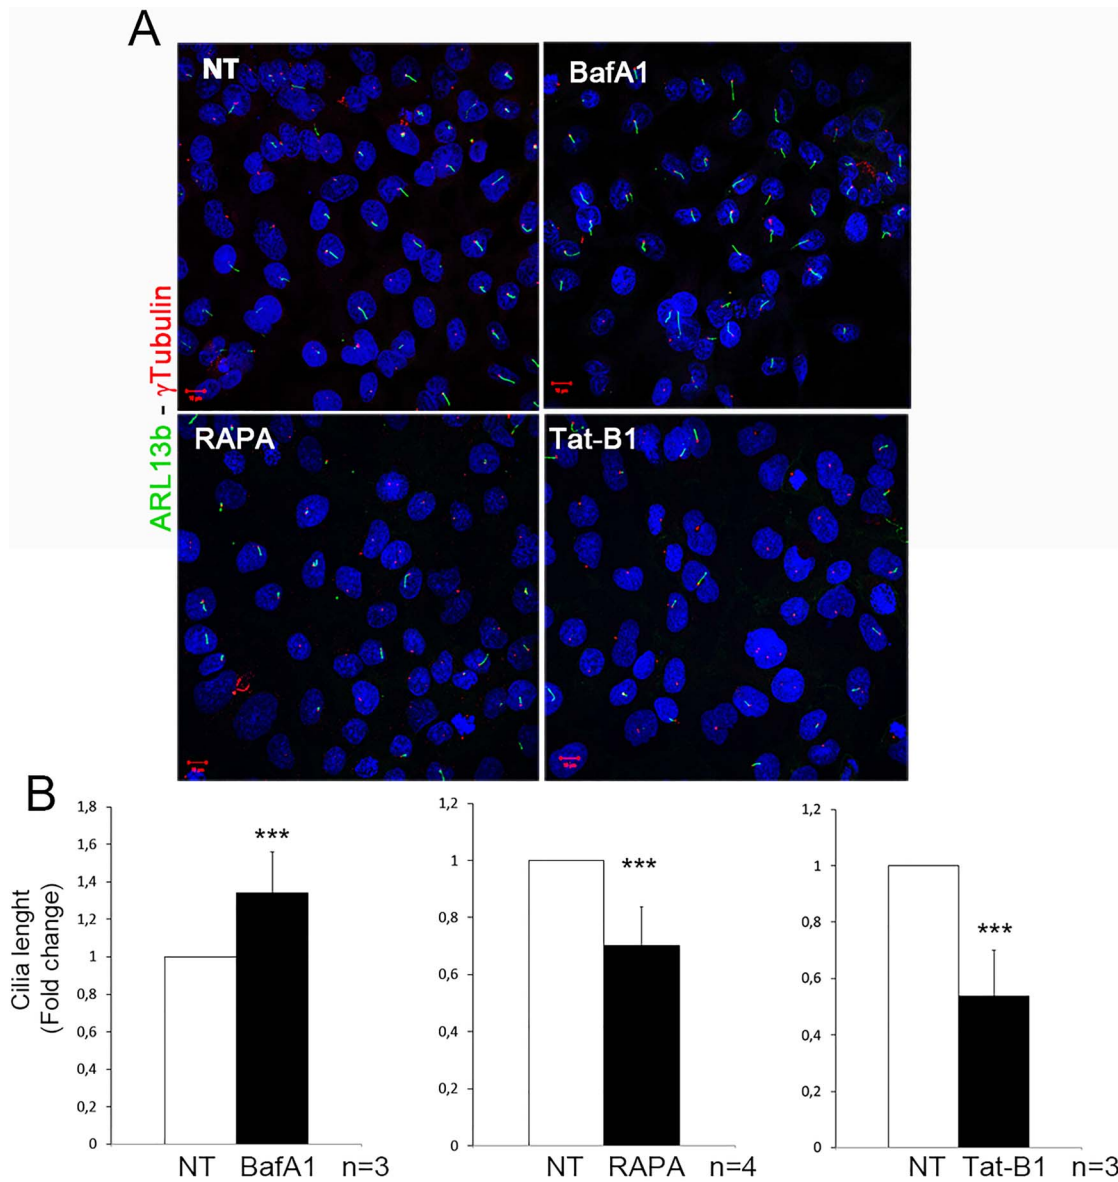 A
NT
BafA1
RAPA
Tat-B1
ARL13b - γTubulin
B
Cilia lenght
(Fold change)
1,8
1,6
1,4
1,2
1
0,8
0,6
0,4
0,2
0
***
NT BafA1 n=3
1,2
1
0,8
0,6
0,4
0,2
0
***
NT RAPA n=4
1,2
1
0,8
0,6
0,4
0,2
0
***
NT Tat-B1 n=3